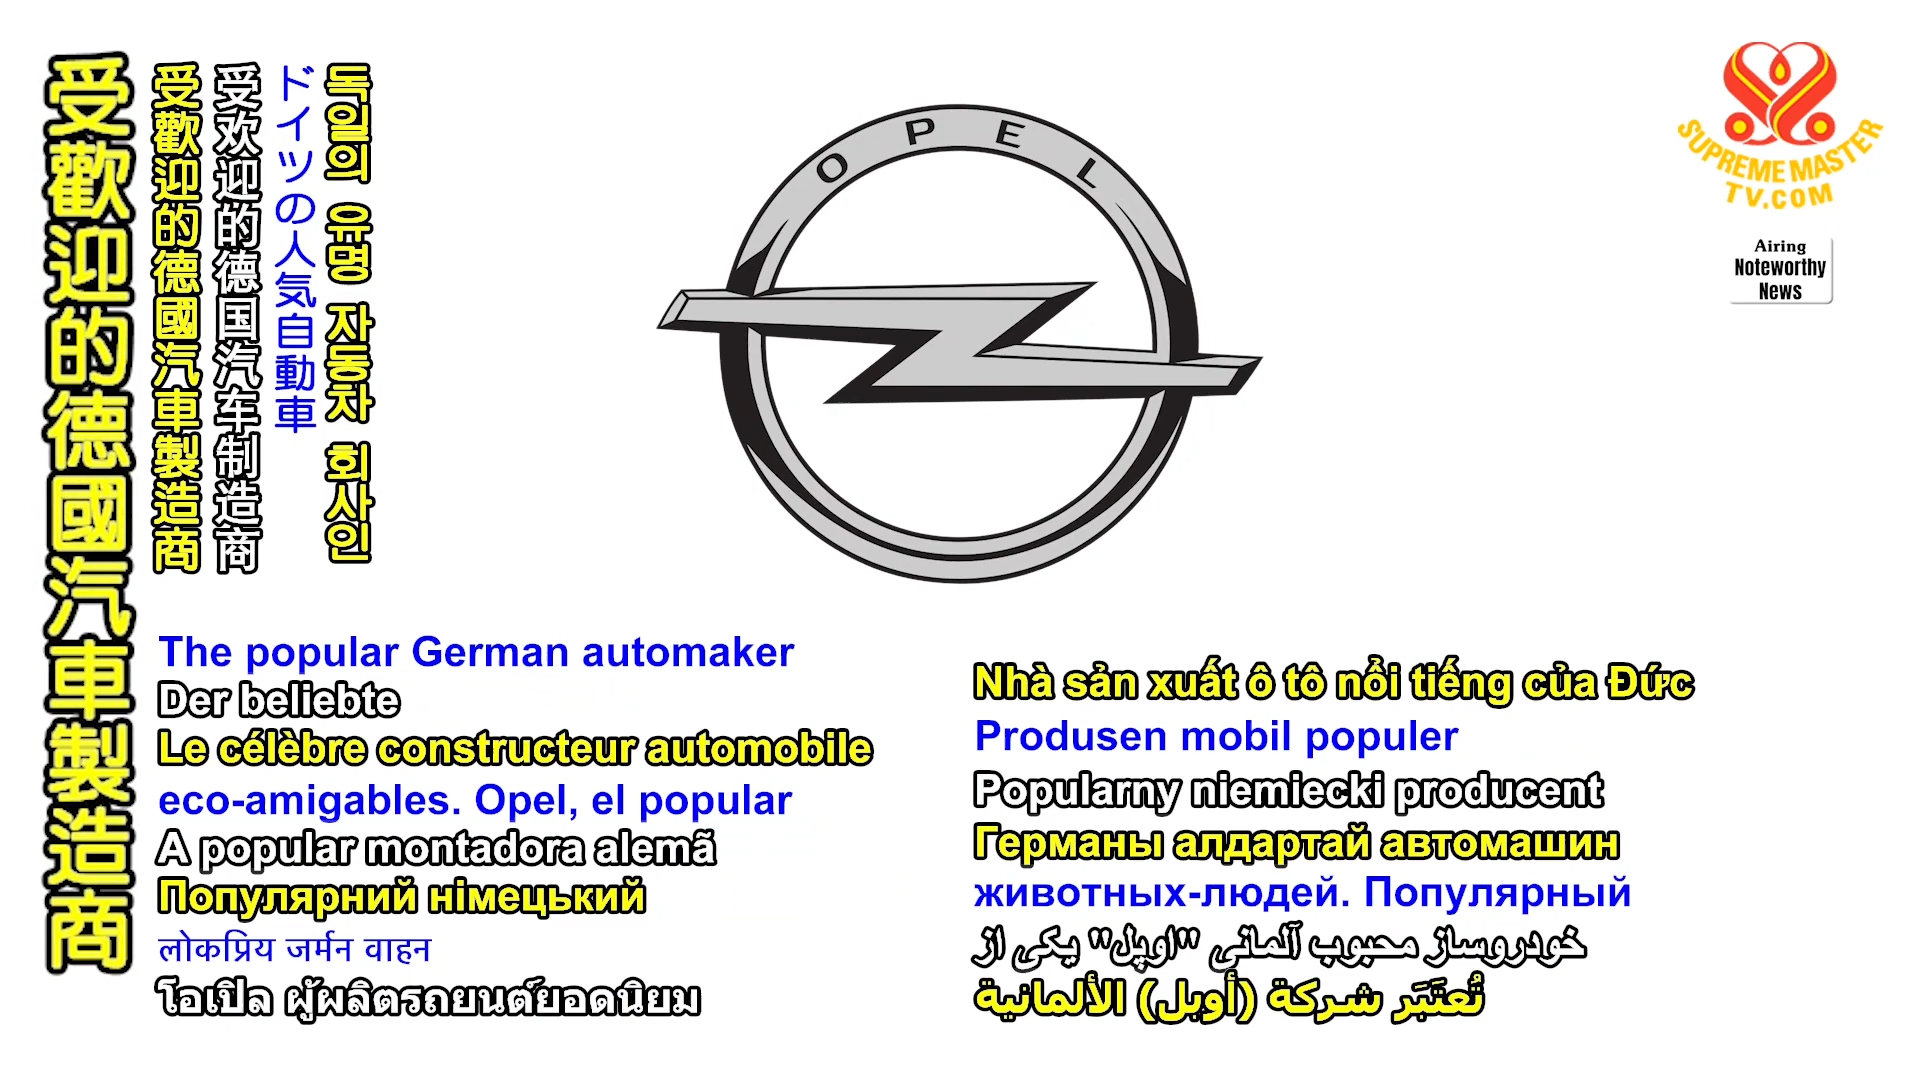 受歡迎的德國汽車製造商
受歡迎的德國汽車製造商
受欢迎的德国汽车制造商
ドイツの人気自動車
독일의 유명 자동차 회사인
OPEL
SUPREME MASTER
TV.COM
Airing
Noteworthy
News
The popular German automaker
Der beliebte
Le célèbre constructeur automobile
eco-amigables. Opel, el popular
A popular montadora alemã
Популярний німецький
लोकप्रिय जर्मन वाहन
โอเปิล ผู้ผลิตรถยนต์ยอดนิยม
Nhà sản xuất ô tô nổi tiếng của Đức
Produsen mobil populer
Popularny niemiecki producent
Германы алдартай автомашин
животных-людей. Популярный
خودروساز محبوب آلمانی "اوپل" یکی از
تُعتَبَر شركة (أوبل) الألمانية